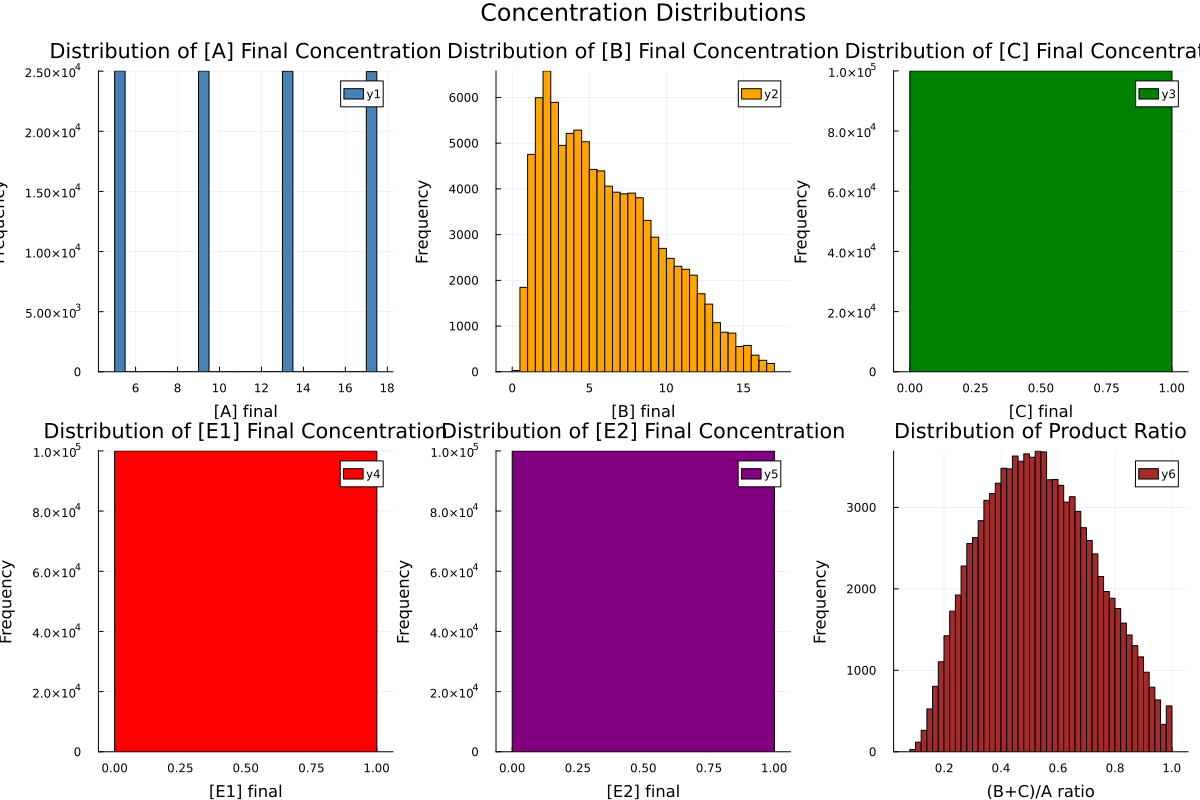 Concentration Distributions
Distribution of [A] Final Concentration
2.50×10⁴
2.00×10⁴
1.50×10⁴
1.00×10⁴
5.00×10³
0
6 8 10 12 14 16 18
[A] final
y1
Distribution of [B] Final Concentration
Frequency
6000
5000
4000
3000
2000
1000
0
0 5 10 15
[B] final
y2
Distribution of [C] Final Concentrat
Frequency
1.0×10⁵
8.0×10⁴
6.0×10⁴
4.0×10⁴
2.0×10⁴
0
0.00 0.25 0.50 0.75 1.00
[C] final
y3
Distribution of [E1] Final Concentration
Frequency
1.0×10⁵
8.0×10⁴
6.0×10⁴
4.0×10⁴
2.0×10⁴
0
0.00 0.25 0.50 0.75 1.00
[E1] final
y4
Distribution of [E2] Final Concentration
Frequency
1.0×10⁵
8.0×10⁴
6.0×10⁴
4.0×10⁴
2.0×10⁴
0
0.00 0.25 0.50 0.75 1.00
[E2] final
y5
Distribution of Product Ratio
Frequency
3000
2000
1000
0
0.2 0.4 0.6 0.8 1.0
(B+C)/A ratio
y6